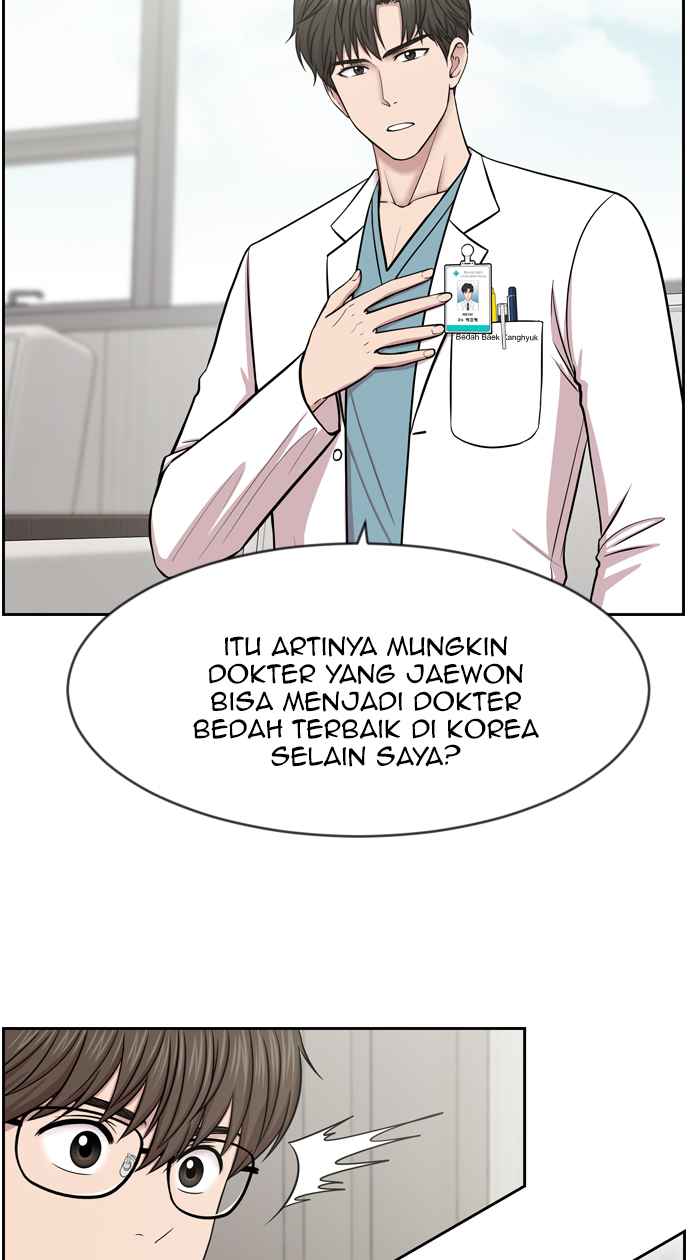 Bedah Baek Kanghyuk
ITU ARTINYA MUNGKIN
DOKTER YANG JAEWON
BISA MENJADI DOKTER
BEDAH TERBAIK DI KOREA
SELAIN SAYA?